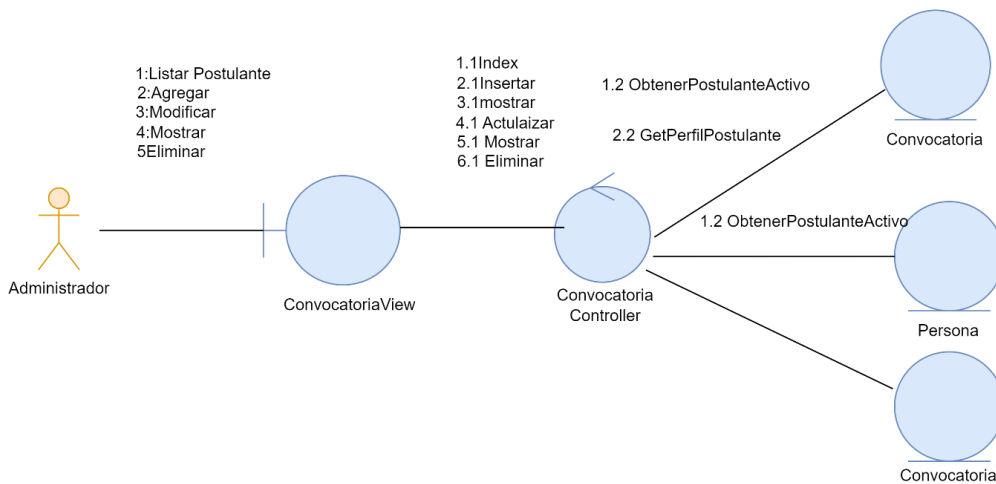 1:Listar Postulante
2:Agregar
3:Modificar
4:Mostrar
5Eliminar
1.1Index
2.1Insertar
3.1mostrar
4.1 Actulaizar
5.1 Mostrar
6.1 Eliminar
1.2 ObtenerPostulanteActivo
2.2 GetPerfilPostulante
Convocatoria
1.2 ObtenerPostulanteActivo
Administrador
ConvocatoriaView
Convocatoria
Controller
Persona
Convocatoria